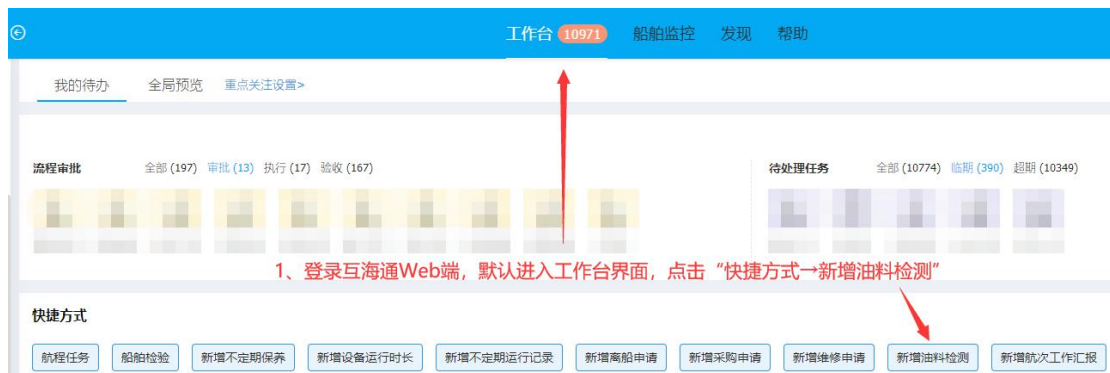 工作台 10971 船舶监控 发现 帮助
我的待办 全局预览 重点关注设置>
流程审批 全部 (197) 审批 (13) 执行 (17) 验收 (167) 待处理任务 全部 (10774) 临期 (390) 超期 (10349)
1、登录互海通Web端，默认进入工作台界面，点击“快捷方式→新增油料检测”
快捷方式
航程任务 船舶检验 新增不定期保养 新增设备运行时长 新增不定期运行记录 新增离船申请 新增采购申请 新增维修申请 新增油料检测 新增航次工作汇报